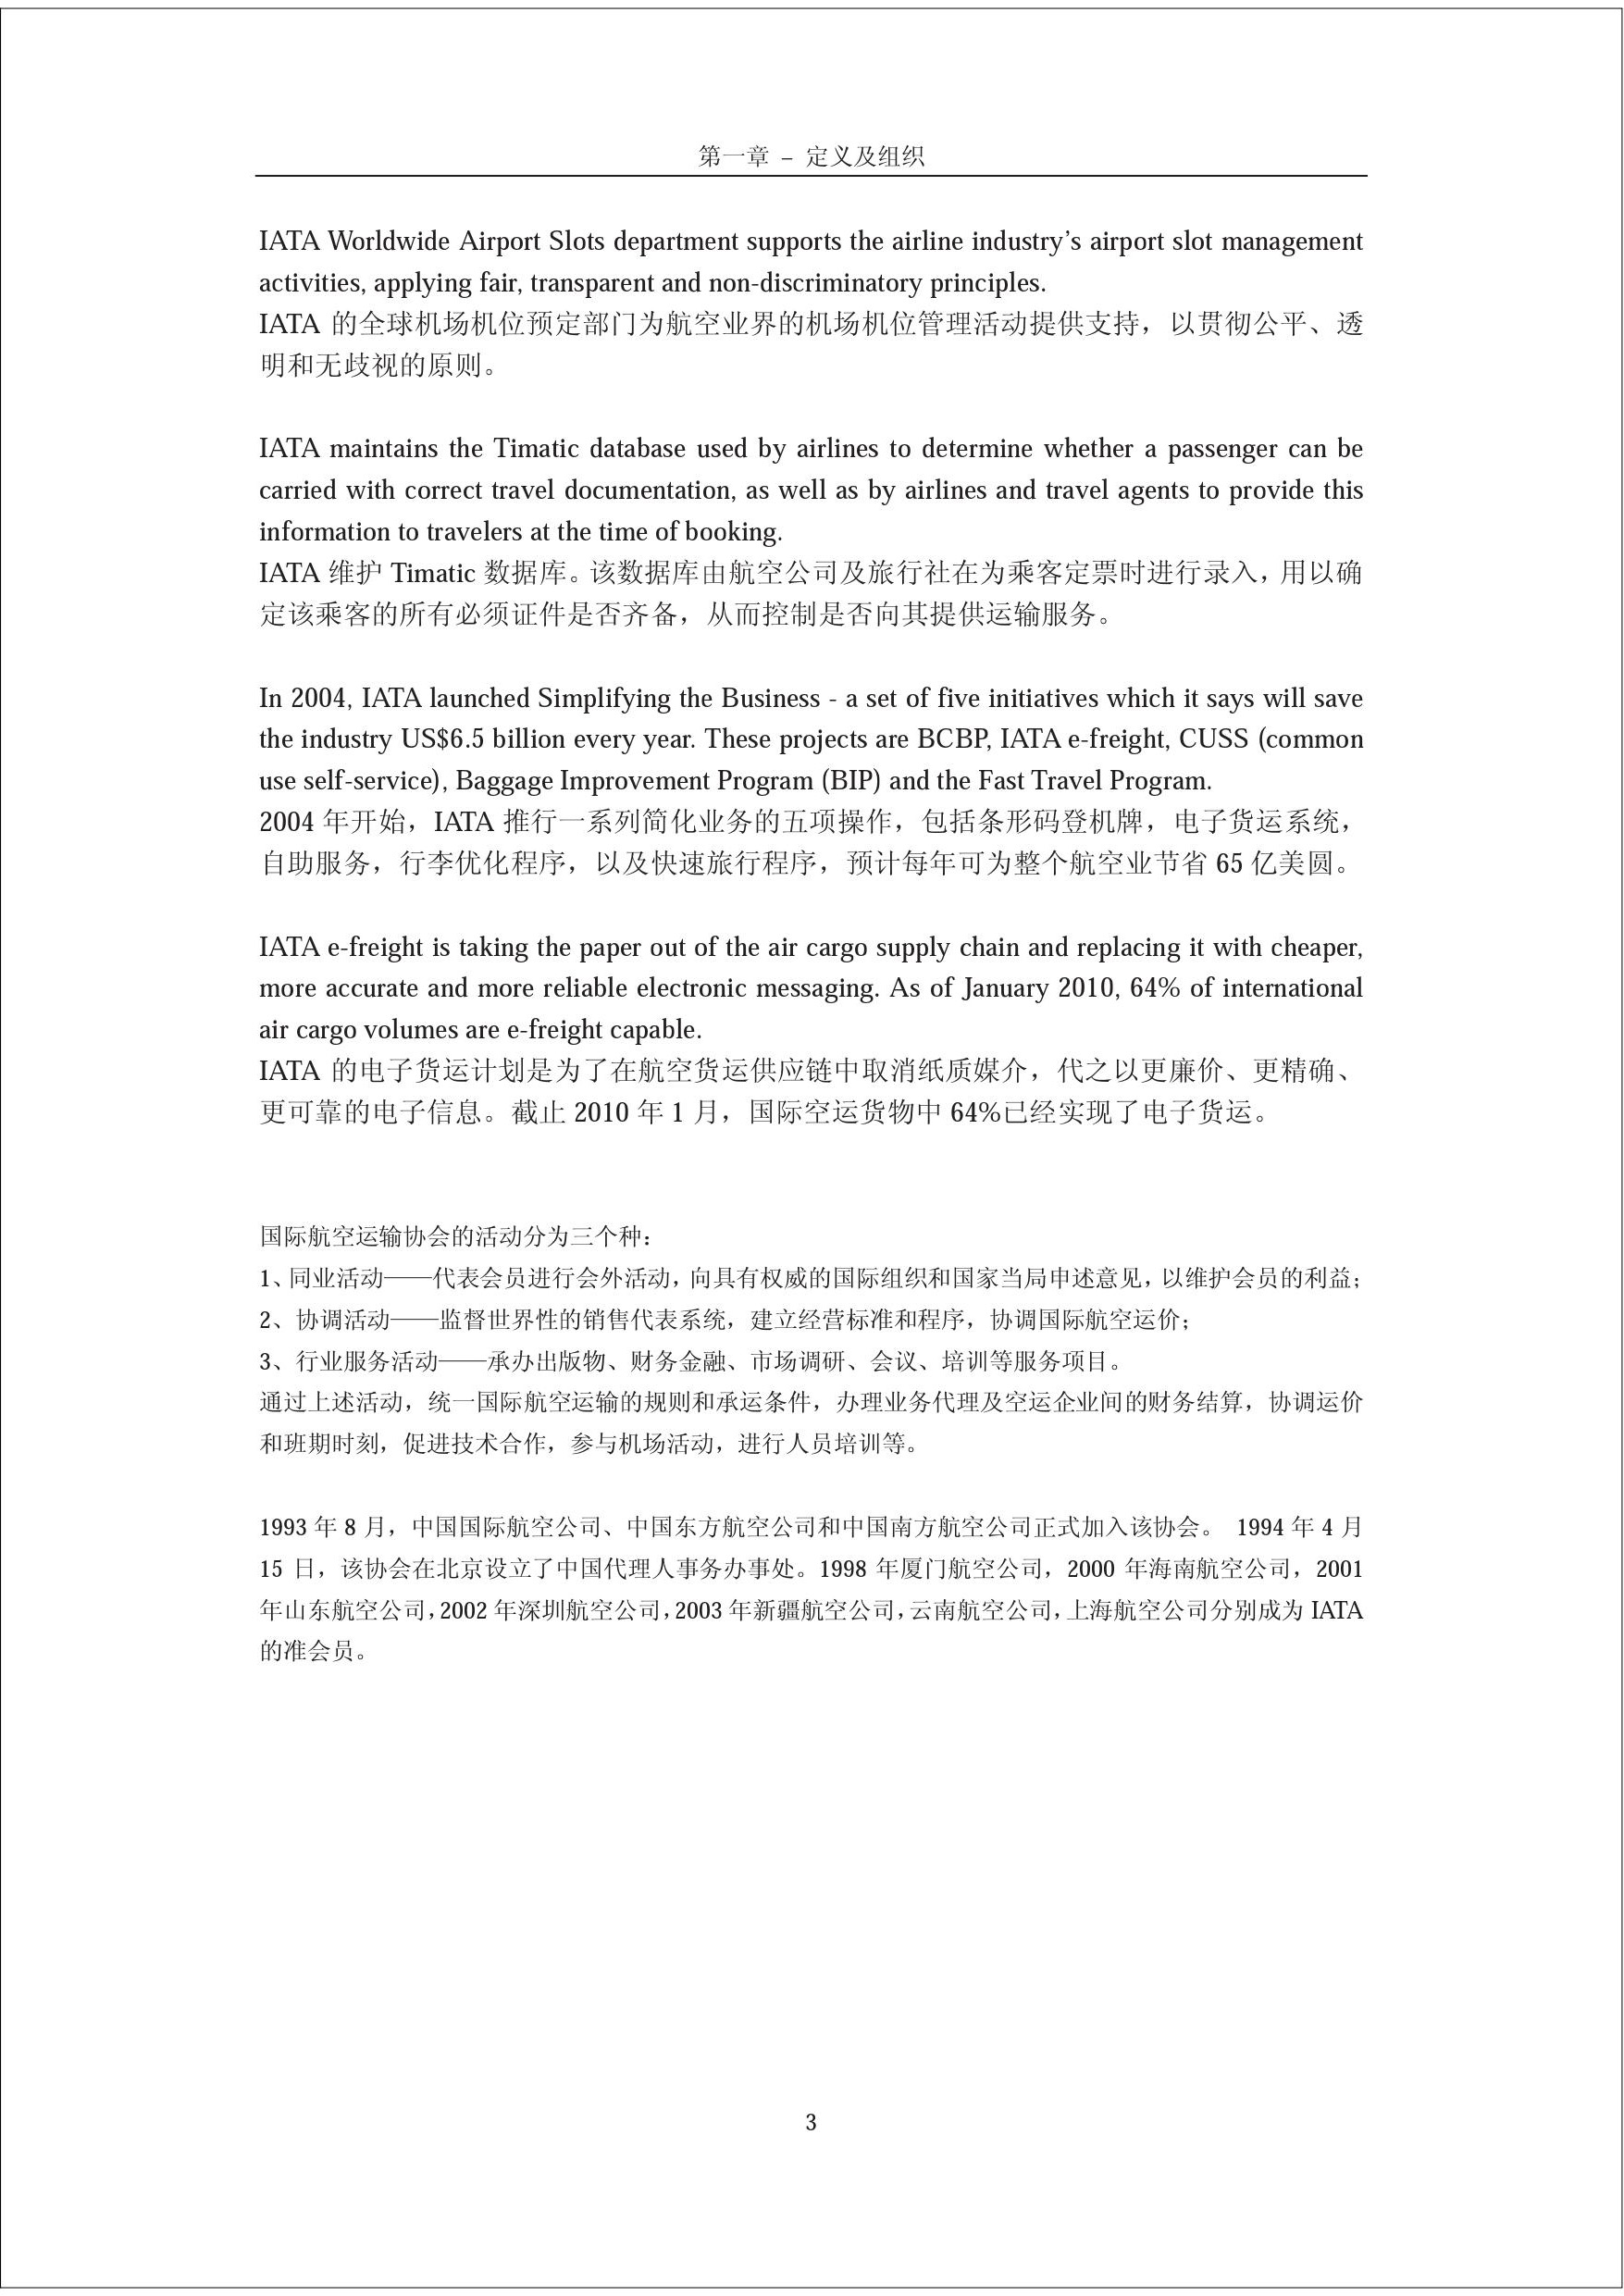 第一章 – 定义及组织
IATA Worldwide Airport Slots department supports the airline industry’s airport slot management
activities, applying fair, transparent and non-discriminatory principles.
IATA 的全球机场机位预定部门为航空业界的机场机位管理活动提供支持，以贯彻公平、透
明和无歧视的原则。
IATA maintains the Timatic database used by airlines to determine whether a passenger can be
carried with correct travel documentation, as well as by airlines and travel agents to provide this
information to travelers at the time of booking.
IATA 维护 Timatic 数据库。该数据库由航空公司及旅行社在为乘客定票时进行录入，用以确
定该乘客的所有必须证件是否齐备，从而控制是否向其提供运输服务。
In 2004, IATA launched Simplifying the Business - a set of five initiatives which it says will save
the industry US$6.5 billion every year. These projects are BCBP, IATA e-freight, CUSS (common
use self-service), Baggage Improvement Program (BIP) and the Fast Travel Program.
2004 年开始，IATA 推行一系列简化业务的五项操作，包括条形码登机牌，电子货运系统，
自助服务，行李优化程序，以及快速旅行程序，预计每年可为整个航空业节省 65 亿美圆。
IATA e-freight is taking the paper out of the air cargo supply chain and replacing it with cheaper,
more accurate and more reliable electronic messaging. As of January 2010, 64% of international
air cargo volumes are e-freight capable.
IATA 的电子货运计划是为了在航空货运供应链中取消纸质媒介，代之以更廉价、更精确、
更可靠的电子信息。截止 2010 年 1 月，国际空运货物中 64%已经实现了电子货运。
国际航空运输协会的活动分为三个种：
1、同业活动——代表会员进行会外活动，向具有权威的国际组织和国家当局申述意见，以维护会员的利益；
2、协调活动——监督世界性的销售代表系统，建立经营标准和程序，协调国际航空运价；
3、行业服务活动——承办出版物、财务金融、市场调研、会议、培训等服务项目。
通过上述活动，统一国际航空运输的规则和承运条件，办理业务代理及空运企业间的财务结算，协调运价
和班期时刻，促进技术合作，参与机场活动，进行人员培训等。
1993 年 8 月，中国国际航空公司、中国东方航空公司和中国南方航空公司正式加入该协会。 1994 年 4 月
15 日，该协会在北京设立了中国代理人事务办事处。1998 年厦门航空公司，2000 年海南航空公司，2001
年山东航空公司，2002 年深圳航空公司，2003 年新疆航空公司，云南航空公司，上海航空公司分别成为 IATA
的准会员。
3